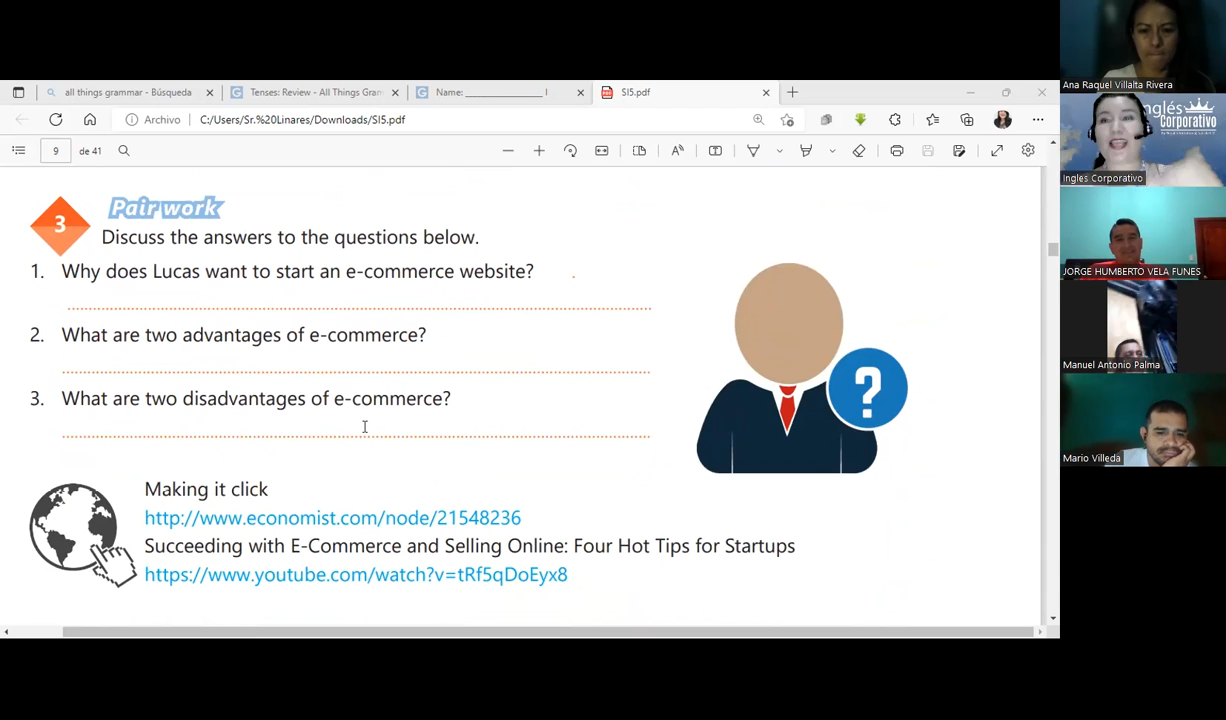 all things grammar - Búsqueda
Tenses: Review - All Things Gran
Name: ____________________ I
SI5.pdf
Archivo C:/Users/Sr.%20Linares/Downloads/SI5.pdf
9 de 41
3
Pair work
Discuss the answers to the questions below.
1. Why does Lucas want to start an e-commerce website?
2. What are two advantages of e-commerce?
3. What are two disadvantages of e-commerce?
?
Making it click
http://www.economist.com/node/21548236
Succeeding with E-Commerce and Selling Online: Four Hot Tips for Startups
https://www.youtube.com/watch?v=tRf5qDoEyx8
Ana Raquel Villalta Rivera
Inglés
Corporativo
Ingles Corporativo
JORGE HUMBERTO VELA FUNES
Manuel Antonio Palma
Mario Villeda